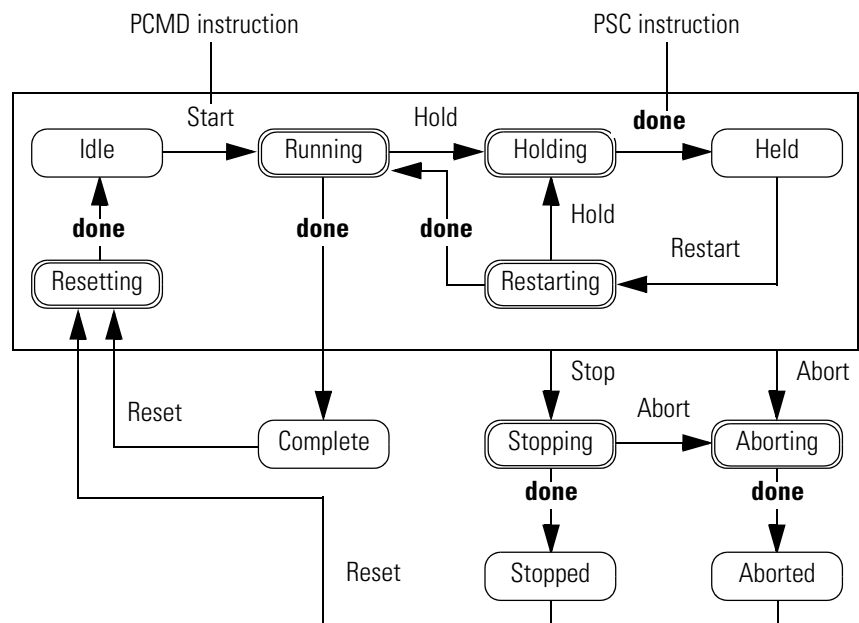 PCMD instruction
PSC instruction
Start
Hold
done
Idle
Running
Holding
Held
done
done
done
Hold
Restart
Resetting
Restarting
Stop
Abort
Reset
Abort
Complete
Stopping
Aborting
done
done
Reset
Stopped
Aborted